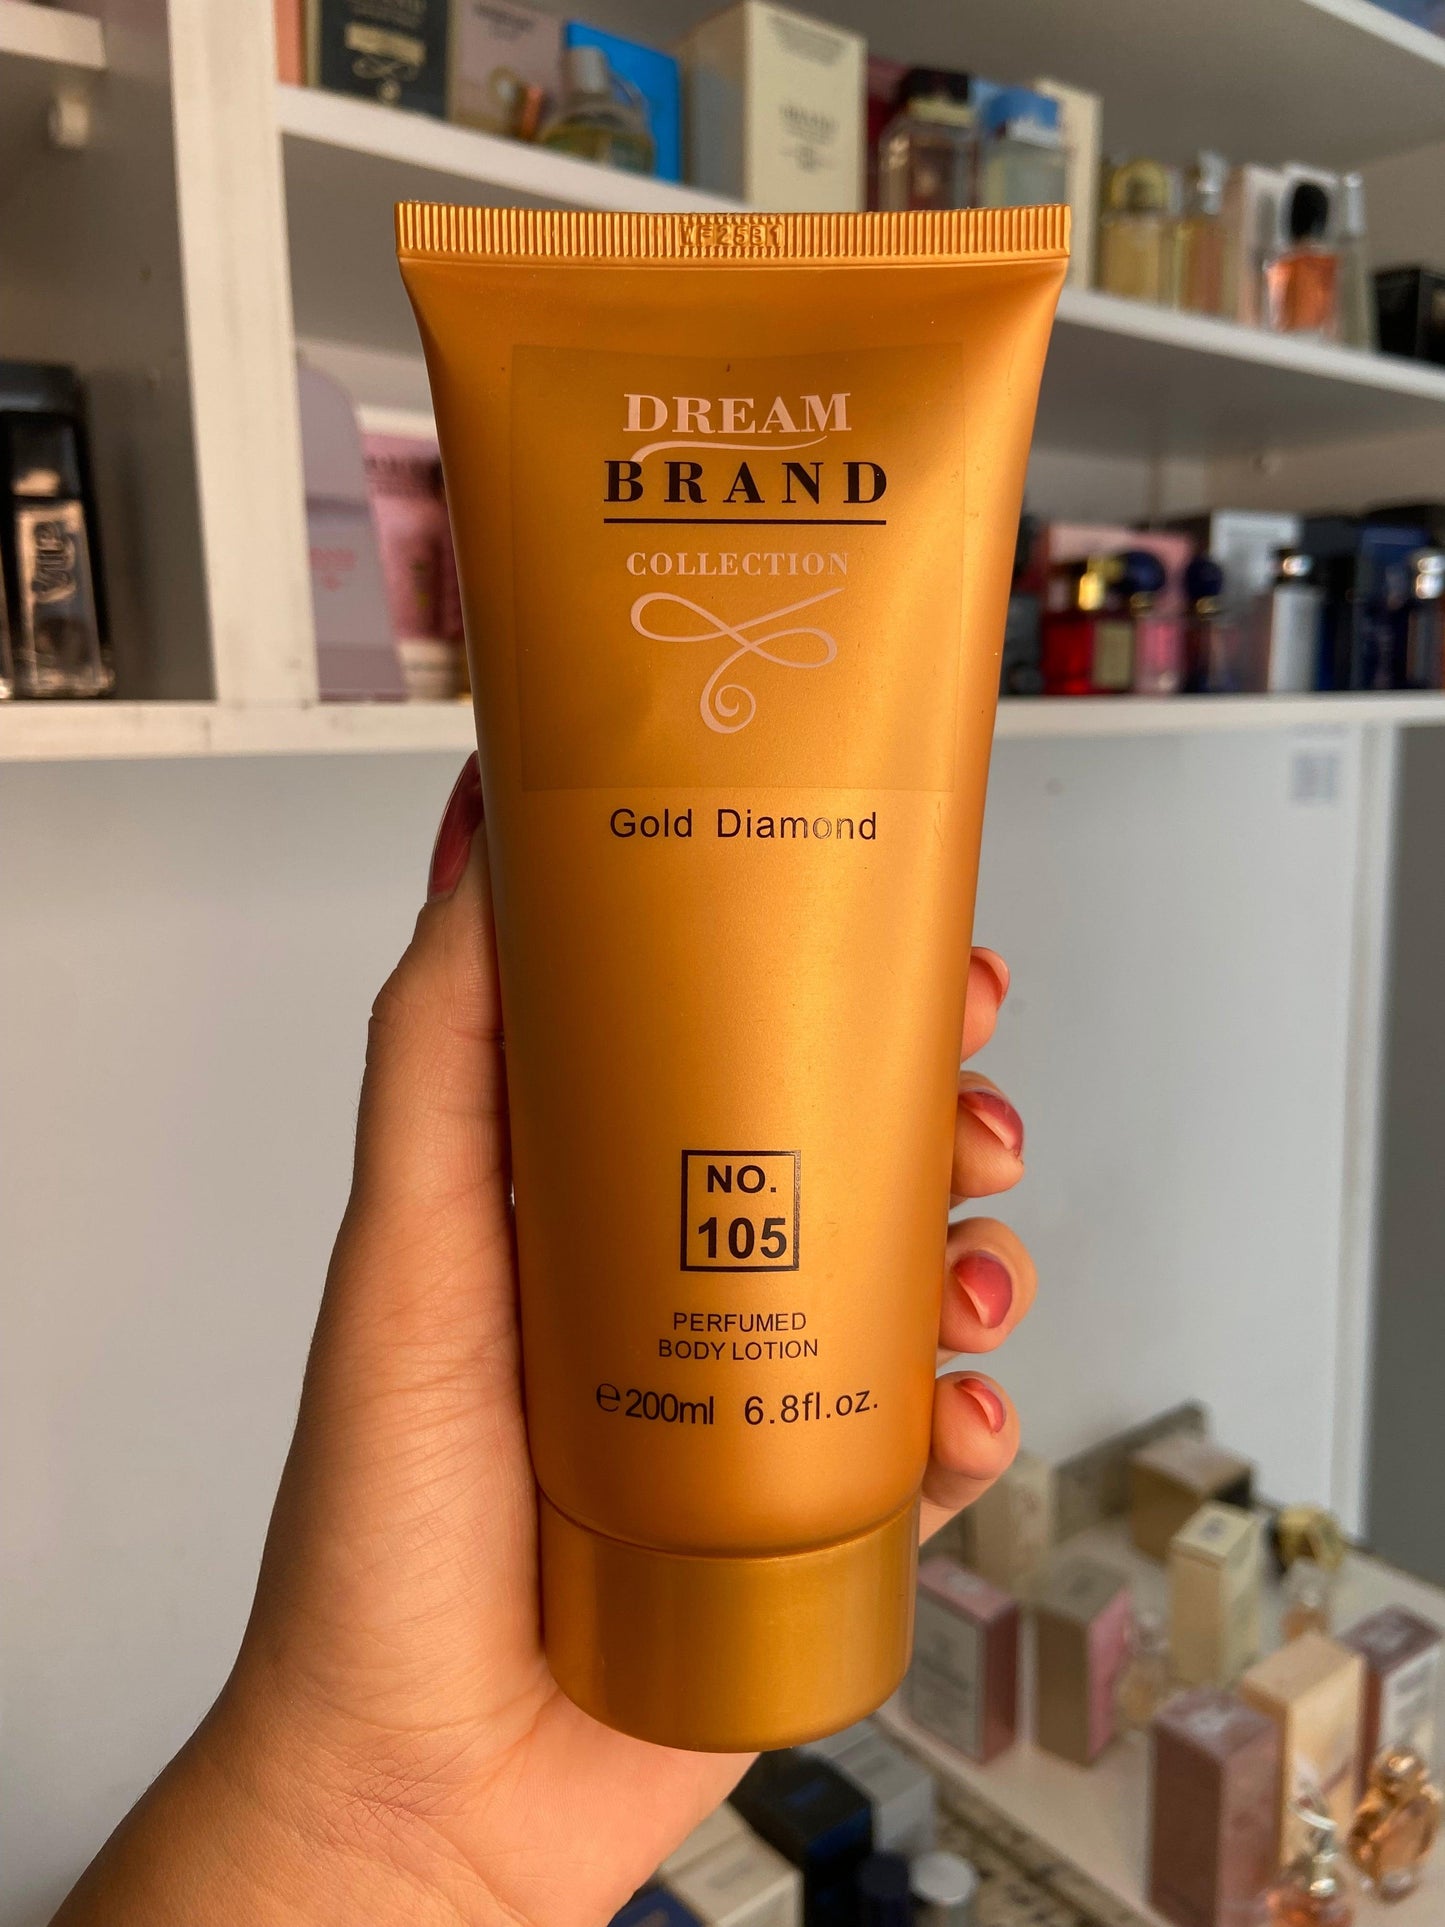 DREAM
BRAND
COLLECTION
Gold Diamond
NO.
105
PERFUMED
BODY LOTION
℮200ml 6.8fl.oz.